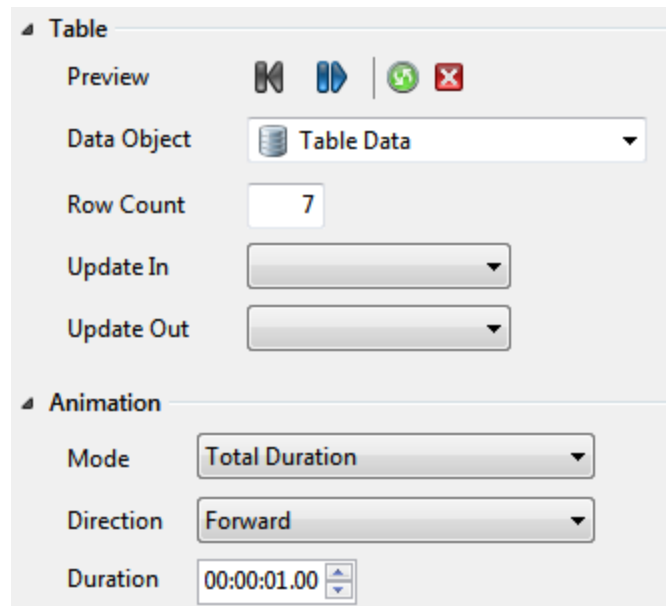 Table
Preview
Data Object Table Data
Row Count 7
Update In
Update Out
Animation
Mode Total Duration
Direction Forward
Duration 00:00:01.00